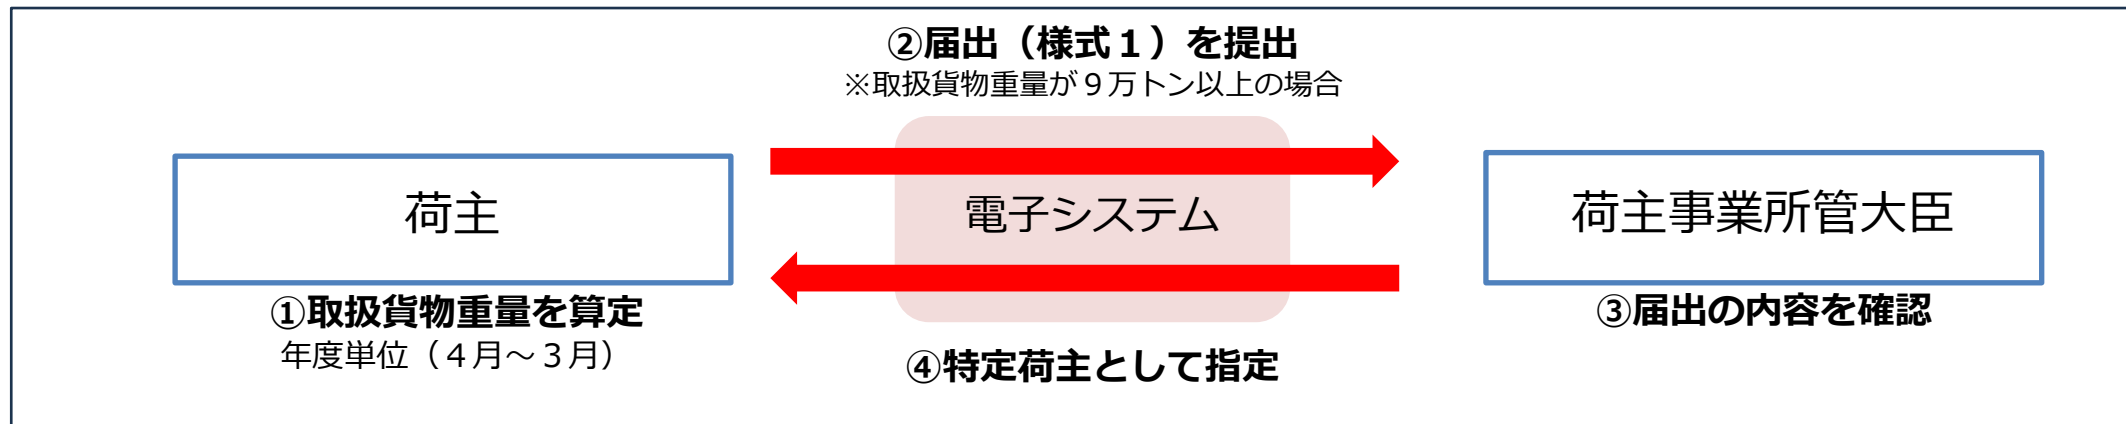 ②届出（様式１）を提出
※取扱貨物重量が９万トン以上の場合
荷主
電子システム
荷主事業所管大臣
①取扱貨物重量を算定
年度単位（４月～３月）
③届出の内容を確認
④特定荷主として指定